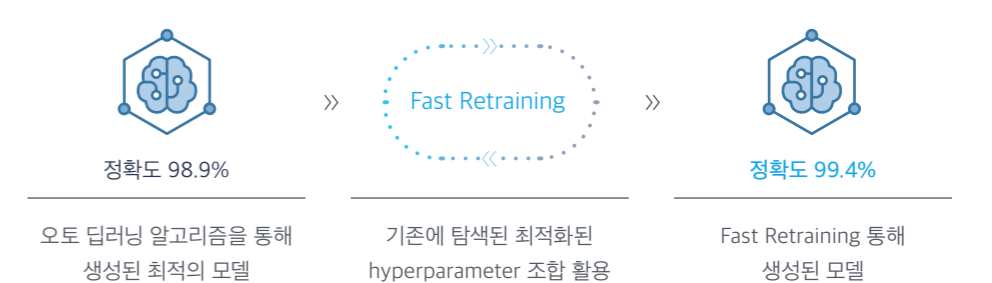 Fast Retraining
정확도 98.9%
정확도 99.4%
오토 딥러닝 알고리즘을 통해
생성된 최적의 모델
기존에 탐색된 최적화된
hyperparameter 조합 활용
Fast Retraining 통해
생성된 모델